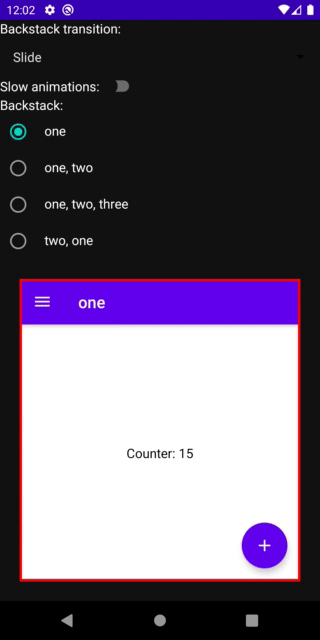 12:02
Backstack transition:
Slide
Slow animations:
Backstack:
one
one, two
one, two, three
two, one
one
Counter: 15
+